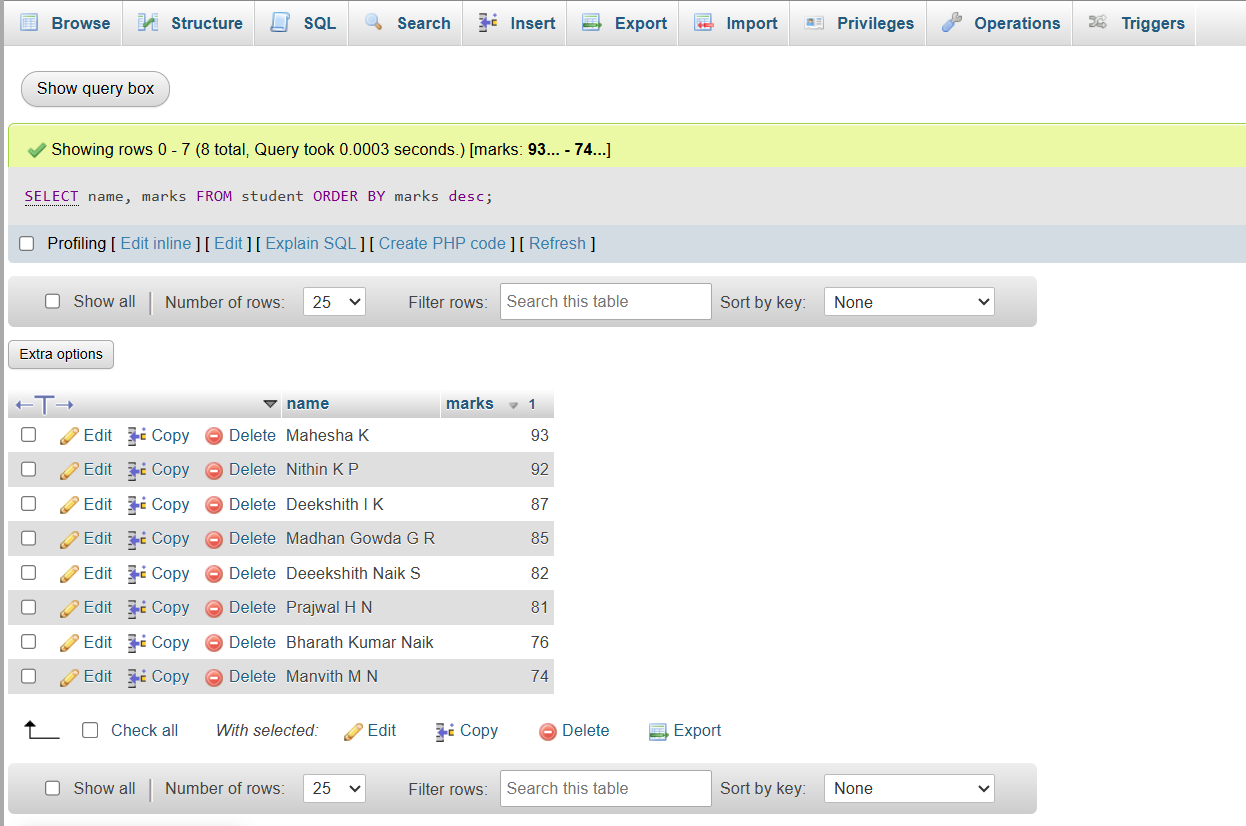 Browse Structure SQL Search Insert Export Import Privileges Operations Triggers
Show query box
Showing rows 0 - 7 (8 total, Query took 0.0003 seconds.) [marks: 93... - 74...]
SELECT name, marks FROM student ORDER BY marks desc;
Profiling [ Edit inline ] [ Edit ] [ Explain SQL ] [ Create PHP code ] [ Refresh ]
Show all Number of rows: 25 Filter rows: Search this table Sort by key: None
Extra options
←T→ name marks 1
Edit Copy Delete Mahesha K 93
Edit Copy Delete Nithin K P 92
Edit Copy Delete Deekshith I K 87
Edit Copy Delete Madhan Gowda G R 85
Edit Copy Delete Deeekshith Naik S 82
Edit Copy Delete Prajwal H N 81
Edit Copy Delete Bharath Kumar Naik 76
Edit Copy Delete Manvith M N 74
Check all With selected: Edit Copy Delete Export
Show all Number of rows: 25 Filter rows: Search this table Sort by key: None